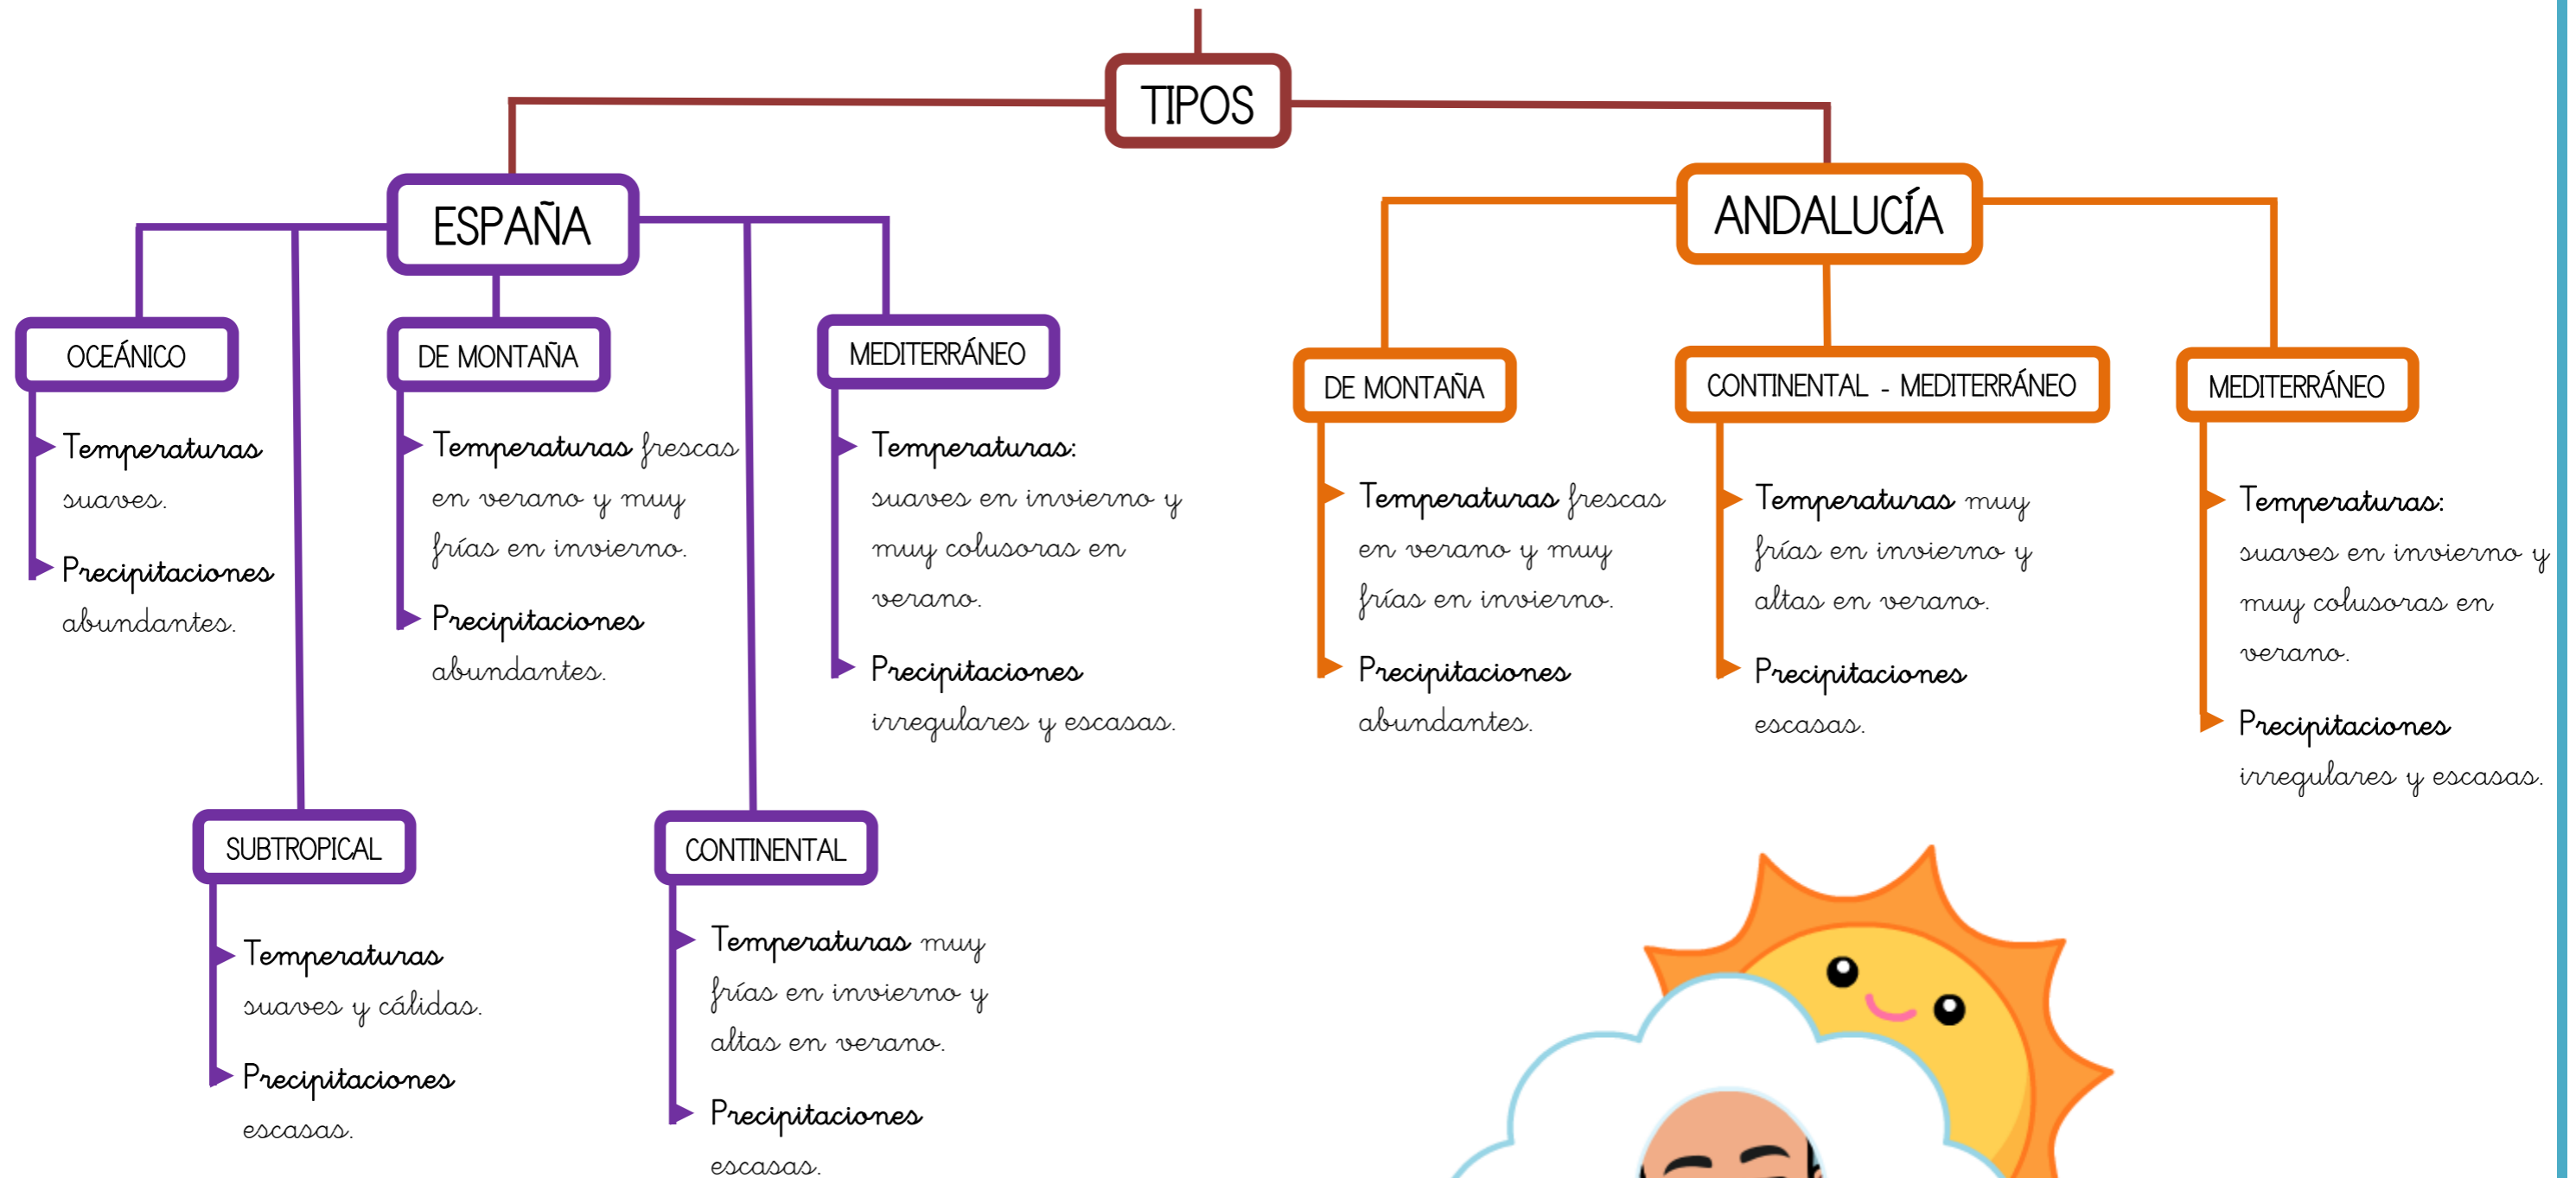 TIPOS
ESPAÑA
OCEÁNICO
Temperaturas
suaves.
Precipitaciones
abundantes.
SUBTROPICAL
Temperaturas
suaves y cálidas.
Precipitaciones
escasas.
DE MONTAÑA
Temperaturas frescas
en verano y muy
frías en invierno.
Precipitaciones
abundantes.
CONTINENTAL
Temperaturas muy
frías en invierno y
altas en verano.
Precipitaciones
escasas.
MEDITERRÁNEO
Temperaturas:
suaves en invierno y
muy colusoras en
verano.
Precipitaciones
irregulares y escasas.
ANDALUCÍA
DE MONTAÑA
Temperaturas frescas
en verano y muy
frías en invierno.
Precipitaciones
abundantes.
CONTINENTAL - MEDITERRÁNEO
Temperaturas muy
frías en invierno y
altas en verano.
Precipitaciones
escasas.
MEDITERRÁNEO
Temperaturas:
suaves en invierno y
muy colusoras en
verano.
Precipitaciones
irregulares y escasas.